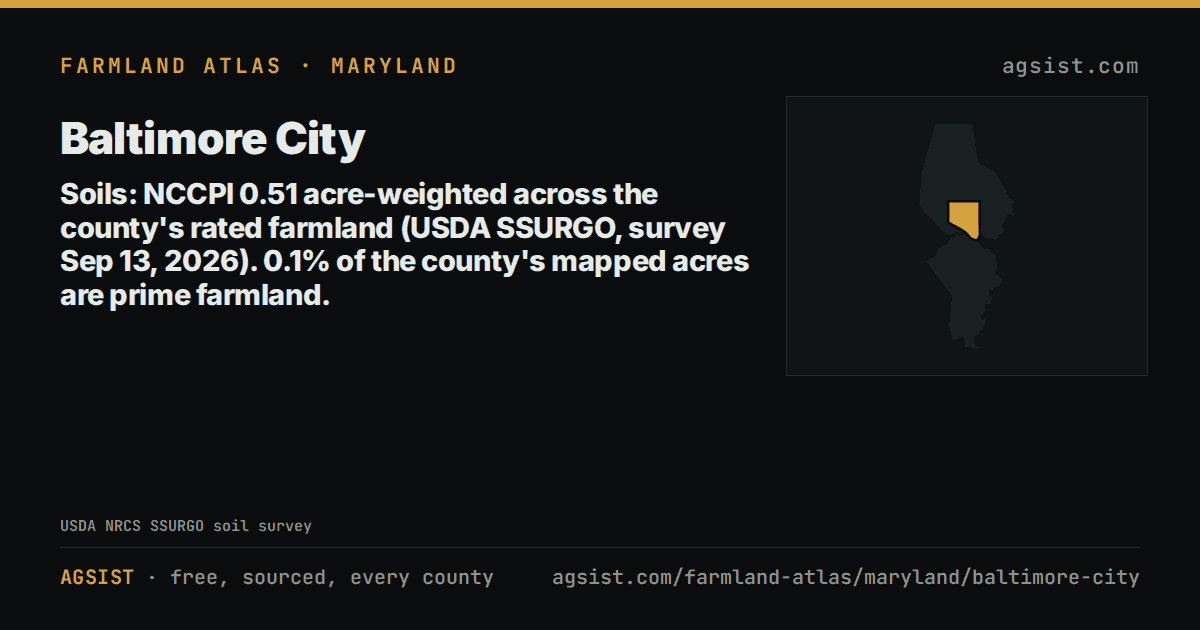 FARMLAND ATLAS · MARYLAND
agsist.com
Baltimore City
Soils: NCCPI 0.51 acre-weighted across the
county's rated farmland (USDA SSURGO, survey
Sep 13, 2026). 0.1% of the county's mapped acres
are prime farmland.
USDA NRCS SSURGO soil survey
AGSIST · free, sourced, every county
agsist.com/farmland-atlas/maryland/baltimore-city